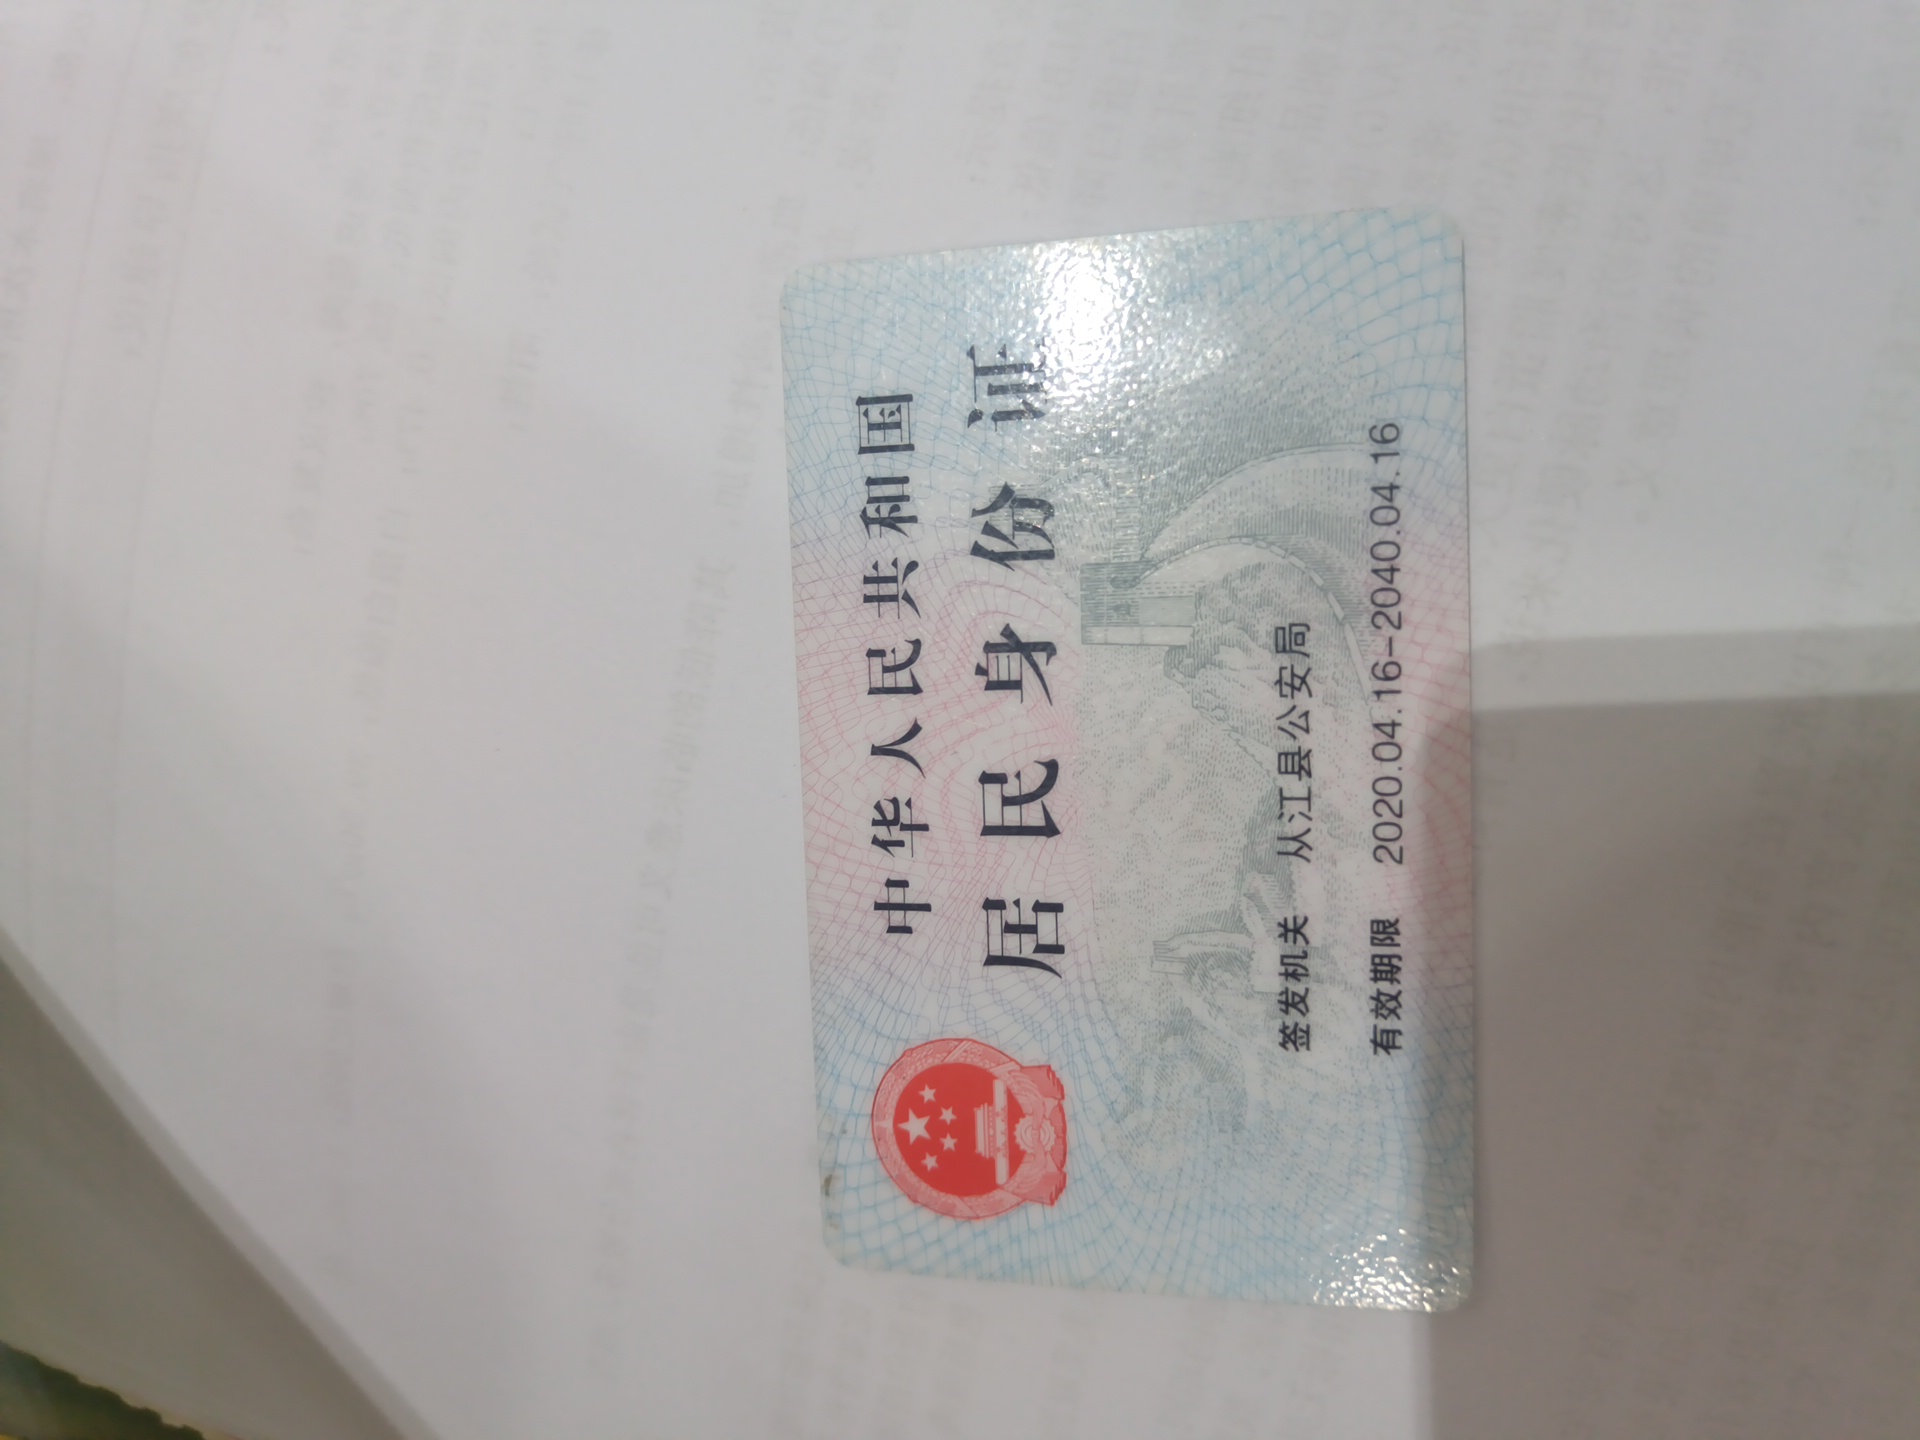 中华人民共和国
居民身份证
签发机关 从江县公安局
有效期限 2020.04.16-2040.04.16